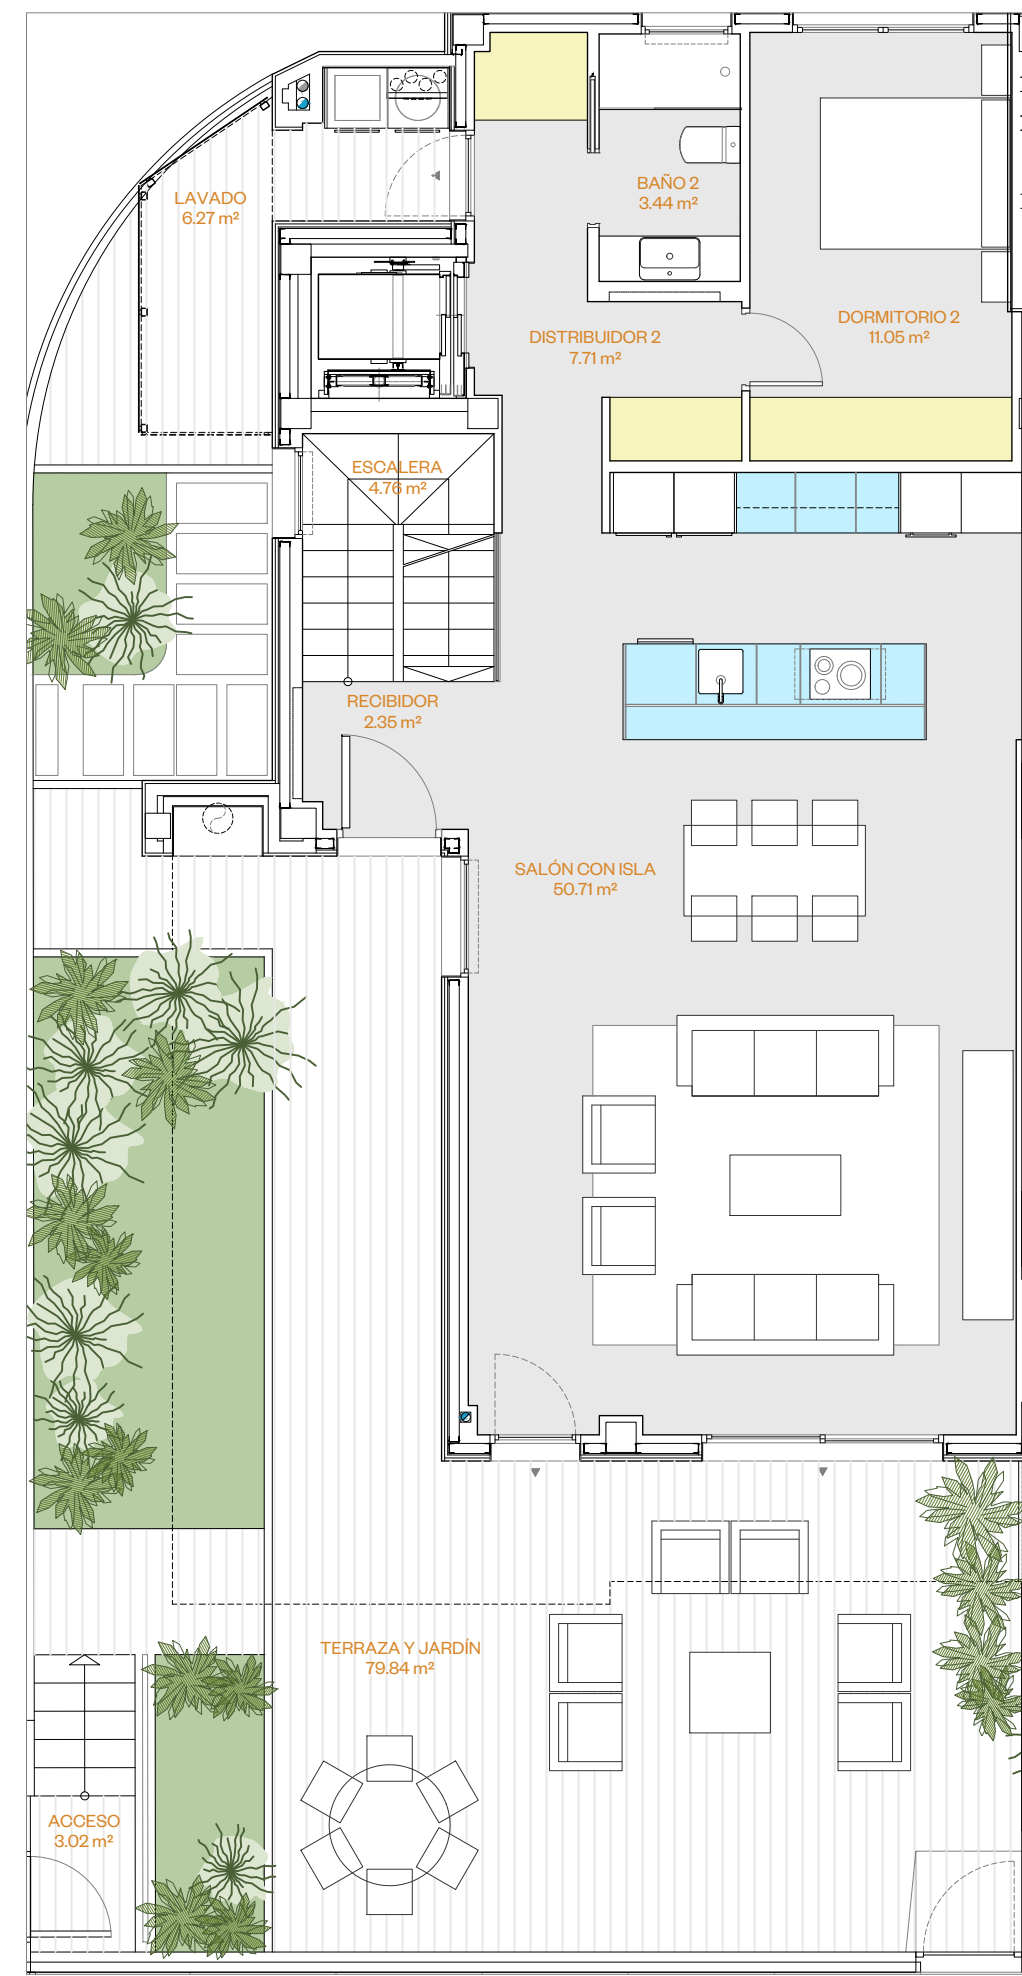 LAVADO
6.27 m²
BAÑO 2
3.44 m²
DISTRIBUIDOR 2
7.71 m²
DORMITORIO 2
11.05 m²
ESCALERA
4.76 m²
RECIBIDOR
2.35 m²
SALÓN CON ISLA
50.71 m²
TERRAZA Y JARDÍN
79.84 m²
ACCESO
3.02 m²